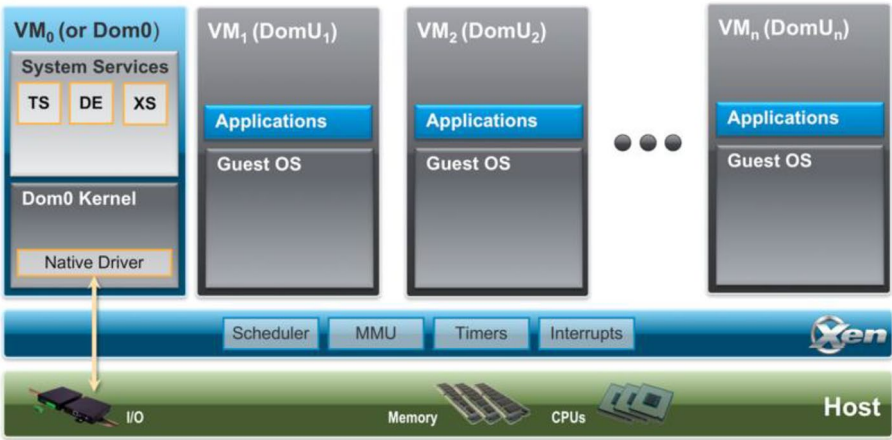 VM₀ (or Dom0)
System Services
TS DE XS
Dom0 Kernel
Native Driver
VM₁ (DomU₁)
Applications
Guest OS
VM₂ (DomU₂)
Applications
Guest OS
VMₙ (DomUₙ)
Applications
Guest OS
Scheduler MMU Timers Interrupts
Xen
I/O Memory CPUs Host